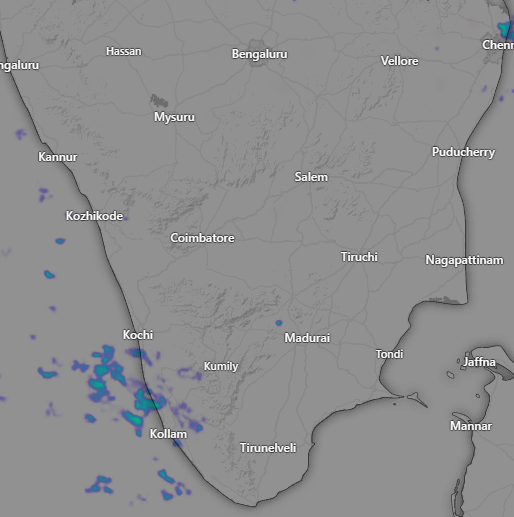 Hassan
Bengaluru
Chenn
ngaluru
Vellore
Mysuru
Kannur
Puducherry
Salem
Kozhikode
Coimbatore
Tiruchi
Nagapattinam
Kochi
Madurai
Tondi
Kumily
Jaffna
Mannar
Kollam
Tirunelveli